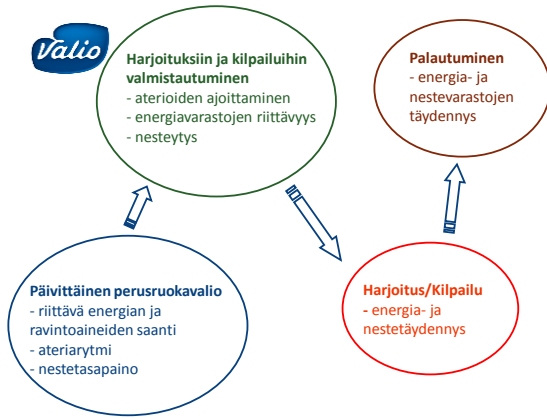 Valio
Harjoituksiin ja kilpailuihin
valmistautuminen
- aterioiden ajoittaminen
- energiavarastojen riittävyys
- nesteytys
Palautuminen
- energia- ja
nestevarastojen
täydennys
Päivittäinen perusruokavalio
- riittävä energian ja
ravintoaineiden saanti
- ateriarytmi
- nestetasapaino
Harjoitus/Kilpailu
- energia- ja
nestetäydennys